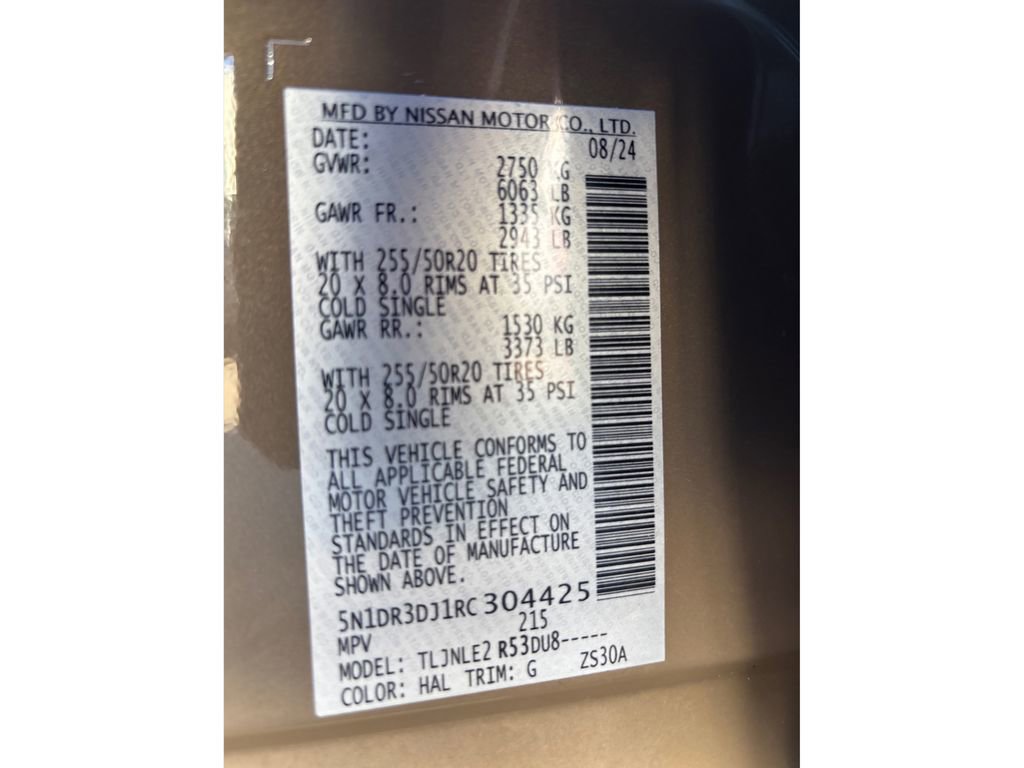 MFD BY NISSAN MOTOR CO., LTD.
DATE: 08/24
GVWR: 2750 KG
6063 LB
GAWR FR.: 1335 KG
2943 LB
WITH 255/50R20 TIRES
20 X 8.0 RIMS AT 35 PSI
COLD SINGLE
GAWR RR.: 1530 KG
3373 LB
WITH 255/50R20 TIRES
20 X 8.0 RIMS AT 35 PSI
COLD SINGLE
THIS VEHICLE CONFORMS TO
ALL APPLICABLE FEDERAL
MOTOR VEHICLE SAFETY AND
THEFT PREVENTION
STANDARDS IN EFFECT ON
THE DATE OF MANUFACTURE
SHOWN ABOVE.
5N1DR3DJ1RC304425
MPV 215
MODEL: TLJNLE2 R53DU8-----
COLOR: HAL TRIM: G ZS30A